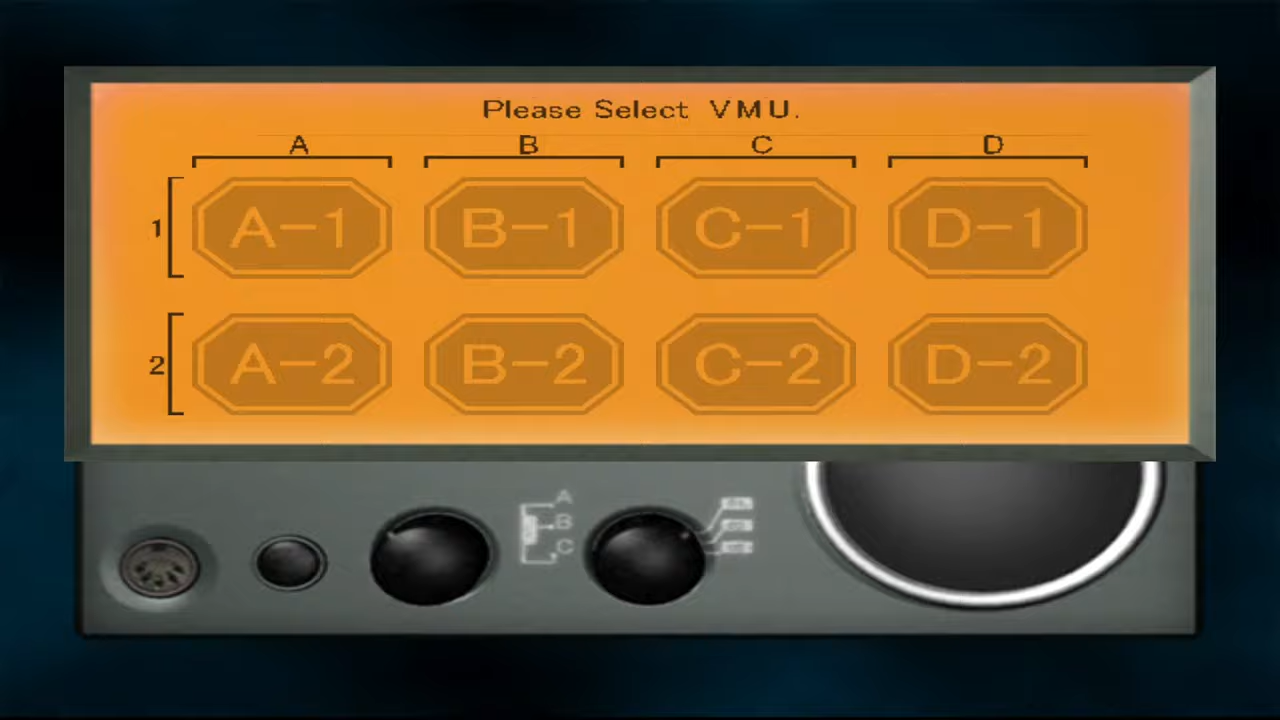 Please Select VMU.
A B C D
1 A-1 B-1 C-1 D-1
2 A-2 B-2 C-2 D-2
A
B
C